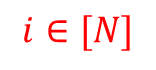 i ∈ [N]